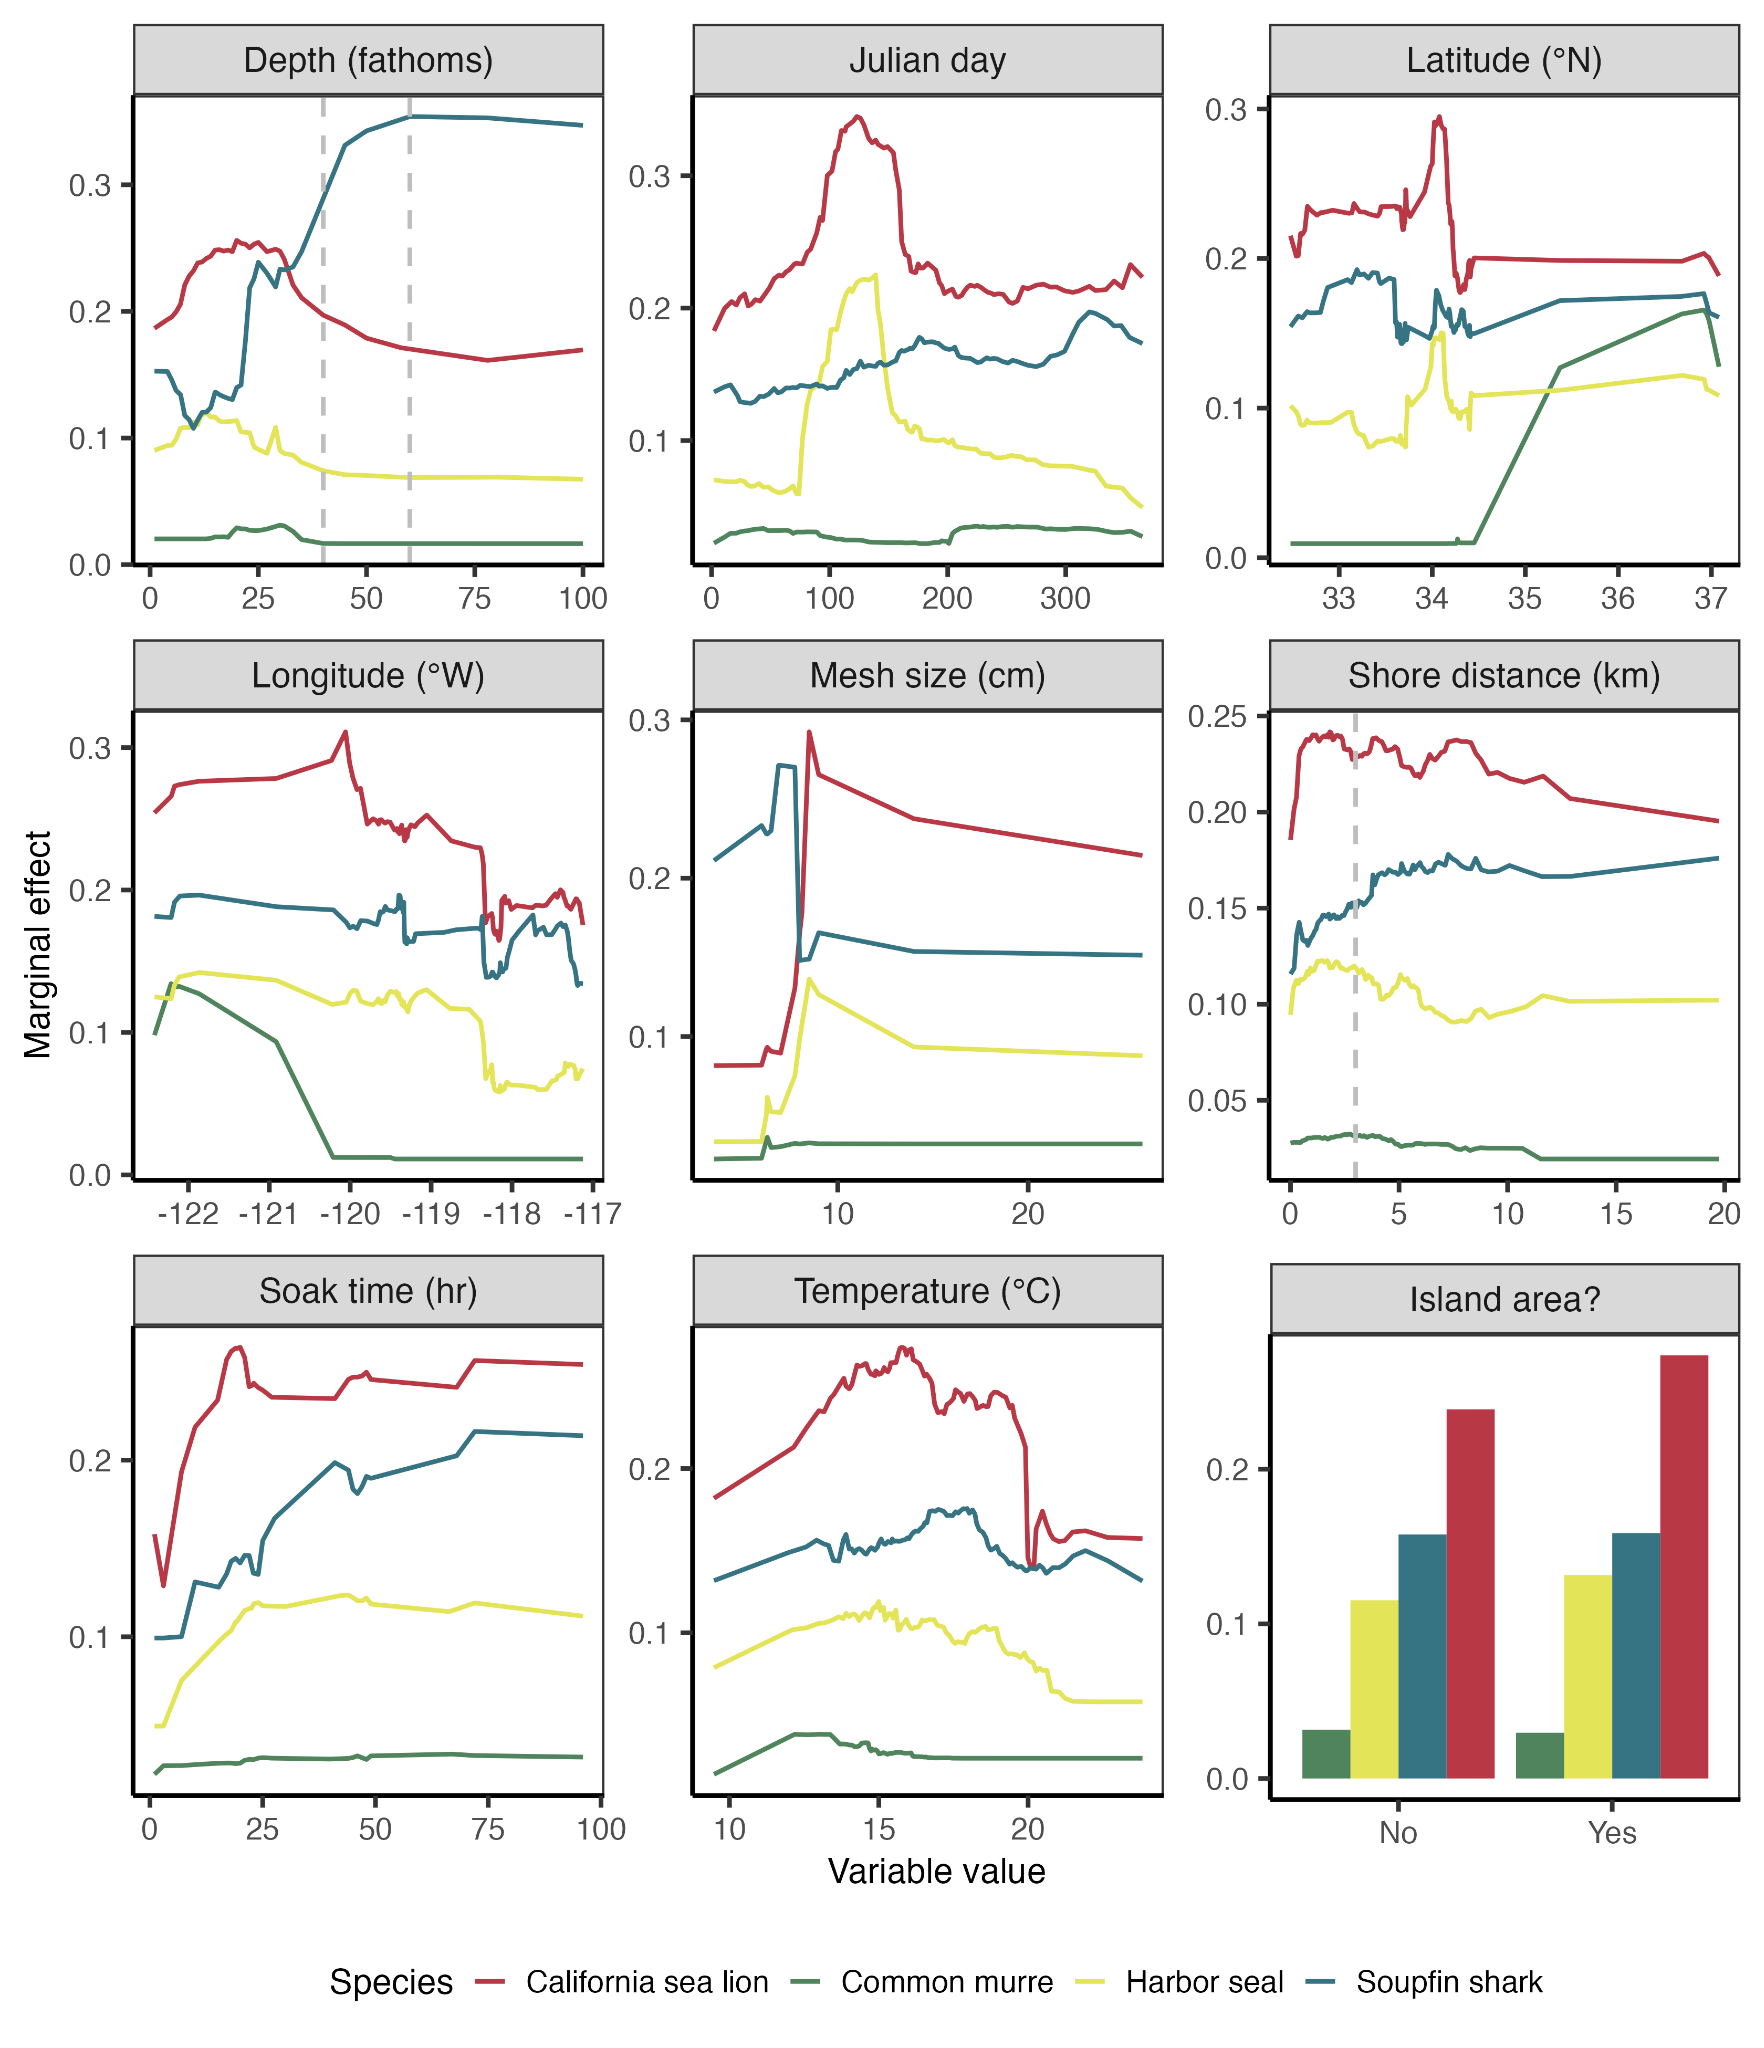 Depth (fathoms)
Julian day
Latitude (°N)
0.3
0.2
0.1
0.0
0 25 50 75 100
0.3
0.2
0.1
0 100 200 300
0.3
0.2
0.1
0.0
33 34 35 36 37
Marginal effect
Longitude (°W)
Mesh size (cm)
Shore distance (km)
0.3
0.2
0.1
0.0
-122 -121 -120 -119 -118 -117
0.3
0.2
0.1
10 20
0.25
0.20
0.15
0.10
0.05
0 5 10 15 20
Soak time (hr)
Temperature (°C)
Island area?
0.2
0.1
0 25 50 75 100
0.2
0.1
10 15 20
0.2
0.1
0.0
No Yes
Variable value
Species California sea lion Common murre Harbor seal Soupfin shark